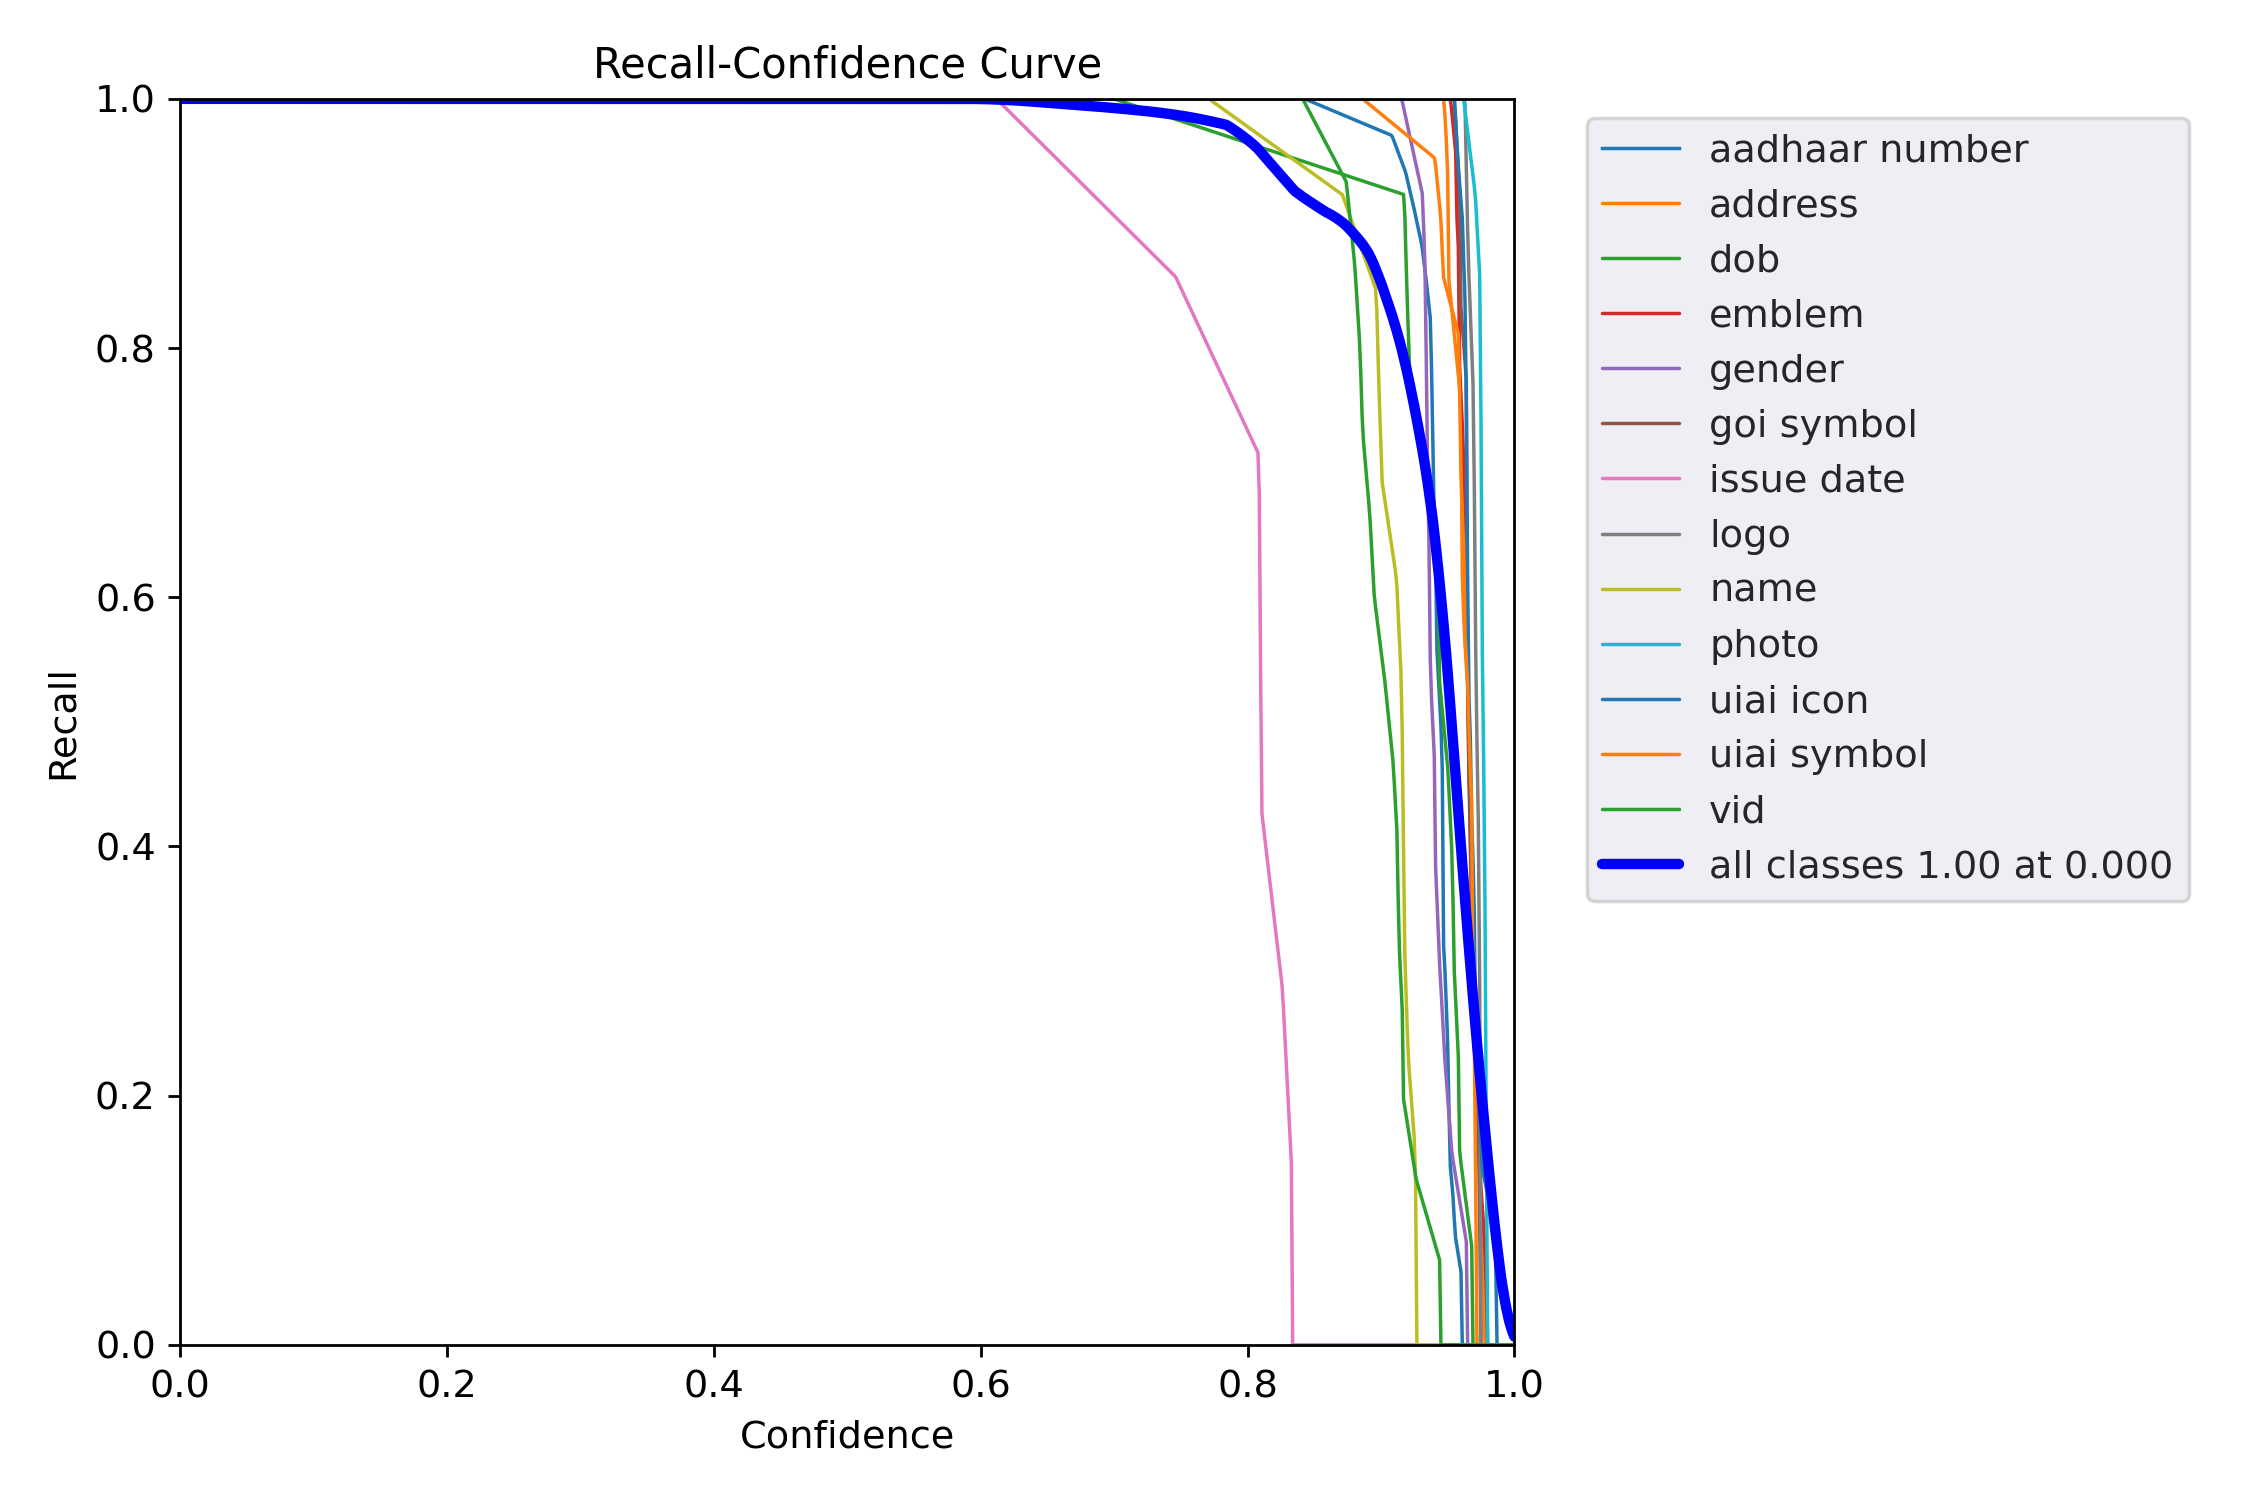 Recall-Confidence Curve
1.0
0.8
0.6
0.4
0.2
0.0
Recall
0.0 0.2 0.4 0.6 0.8 1.0
Confidence
aadhaar number
address
dob
emblem
gender
goi symbol
issue date
logo
name
photo
uiai icon
uiai symbol
vid
all classes 1.00 at 0.000